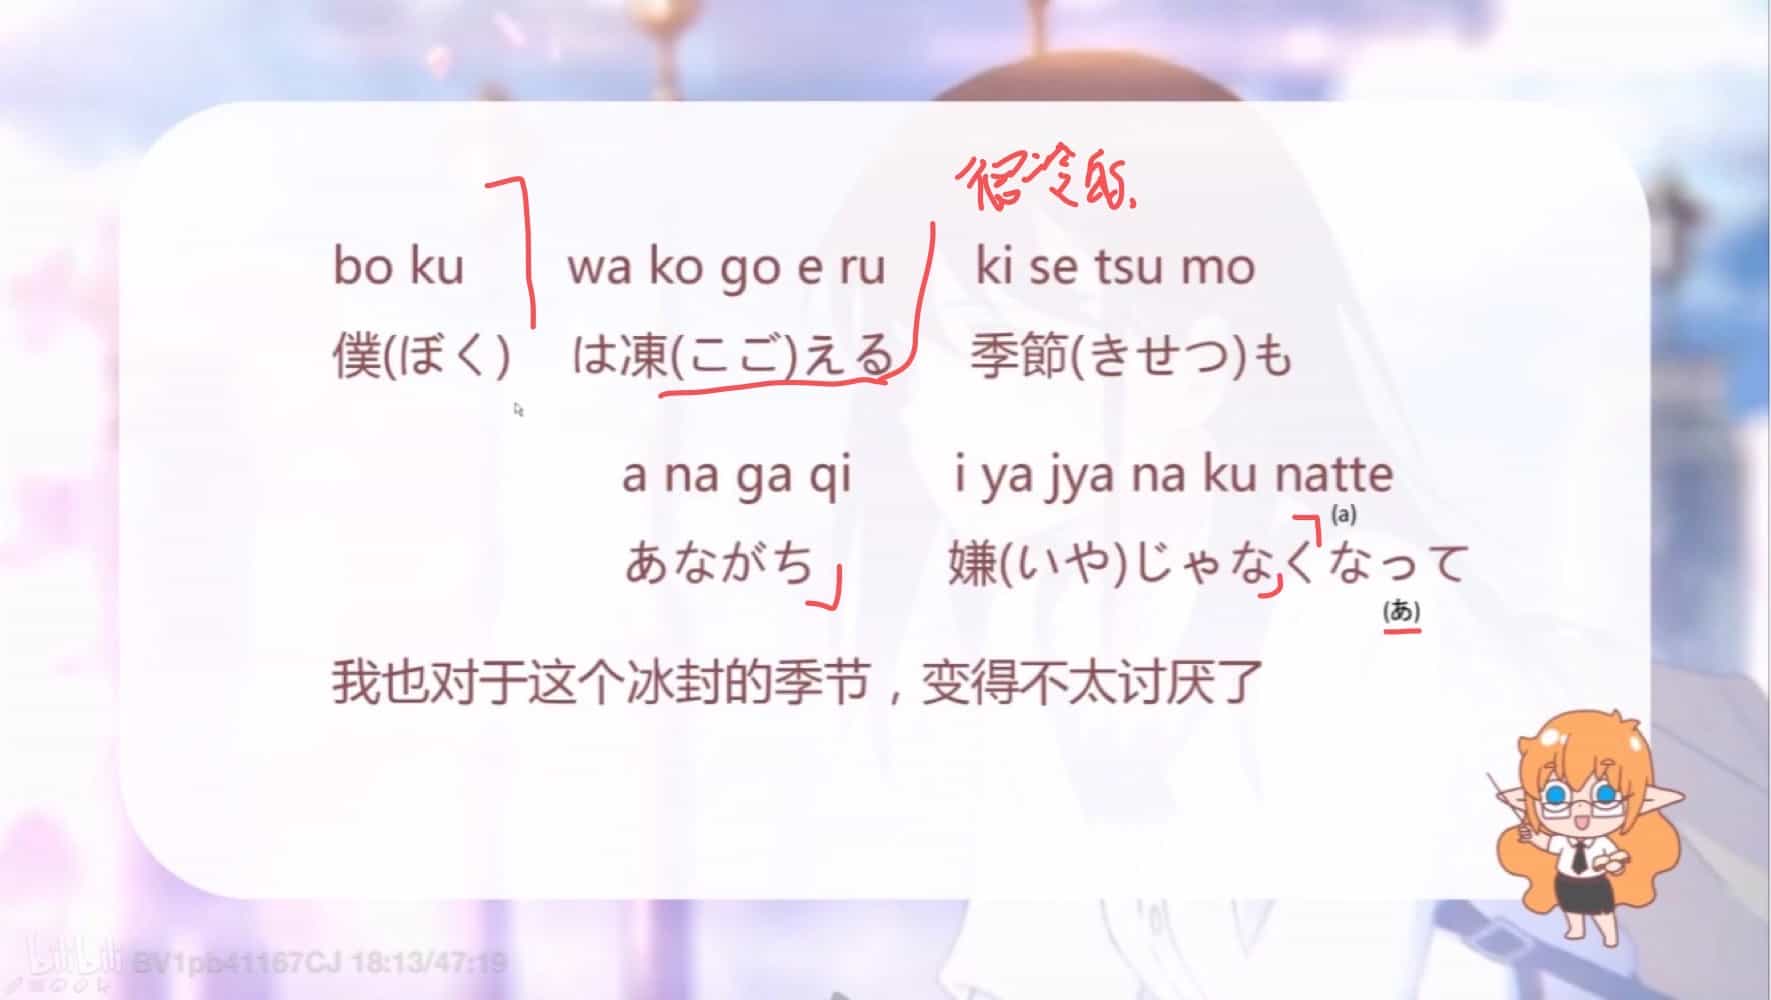 很冷的
bo ku wa ko go e ru ki se tsu mo
僕(ぼく) は凍(こご)える 季節(きせつ)も
a na ga qi i ya jya na ku natte
(a)
あながち 嫌(いや)じゃなくなって
(あ)
我也对于这个冰封的季节，变得不太讨厌了
bilibili BV1pb41167CJ 18:13/47:19